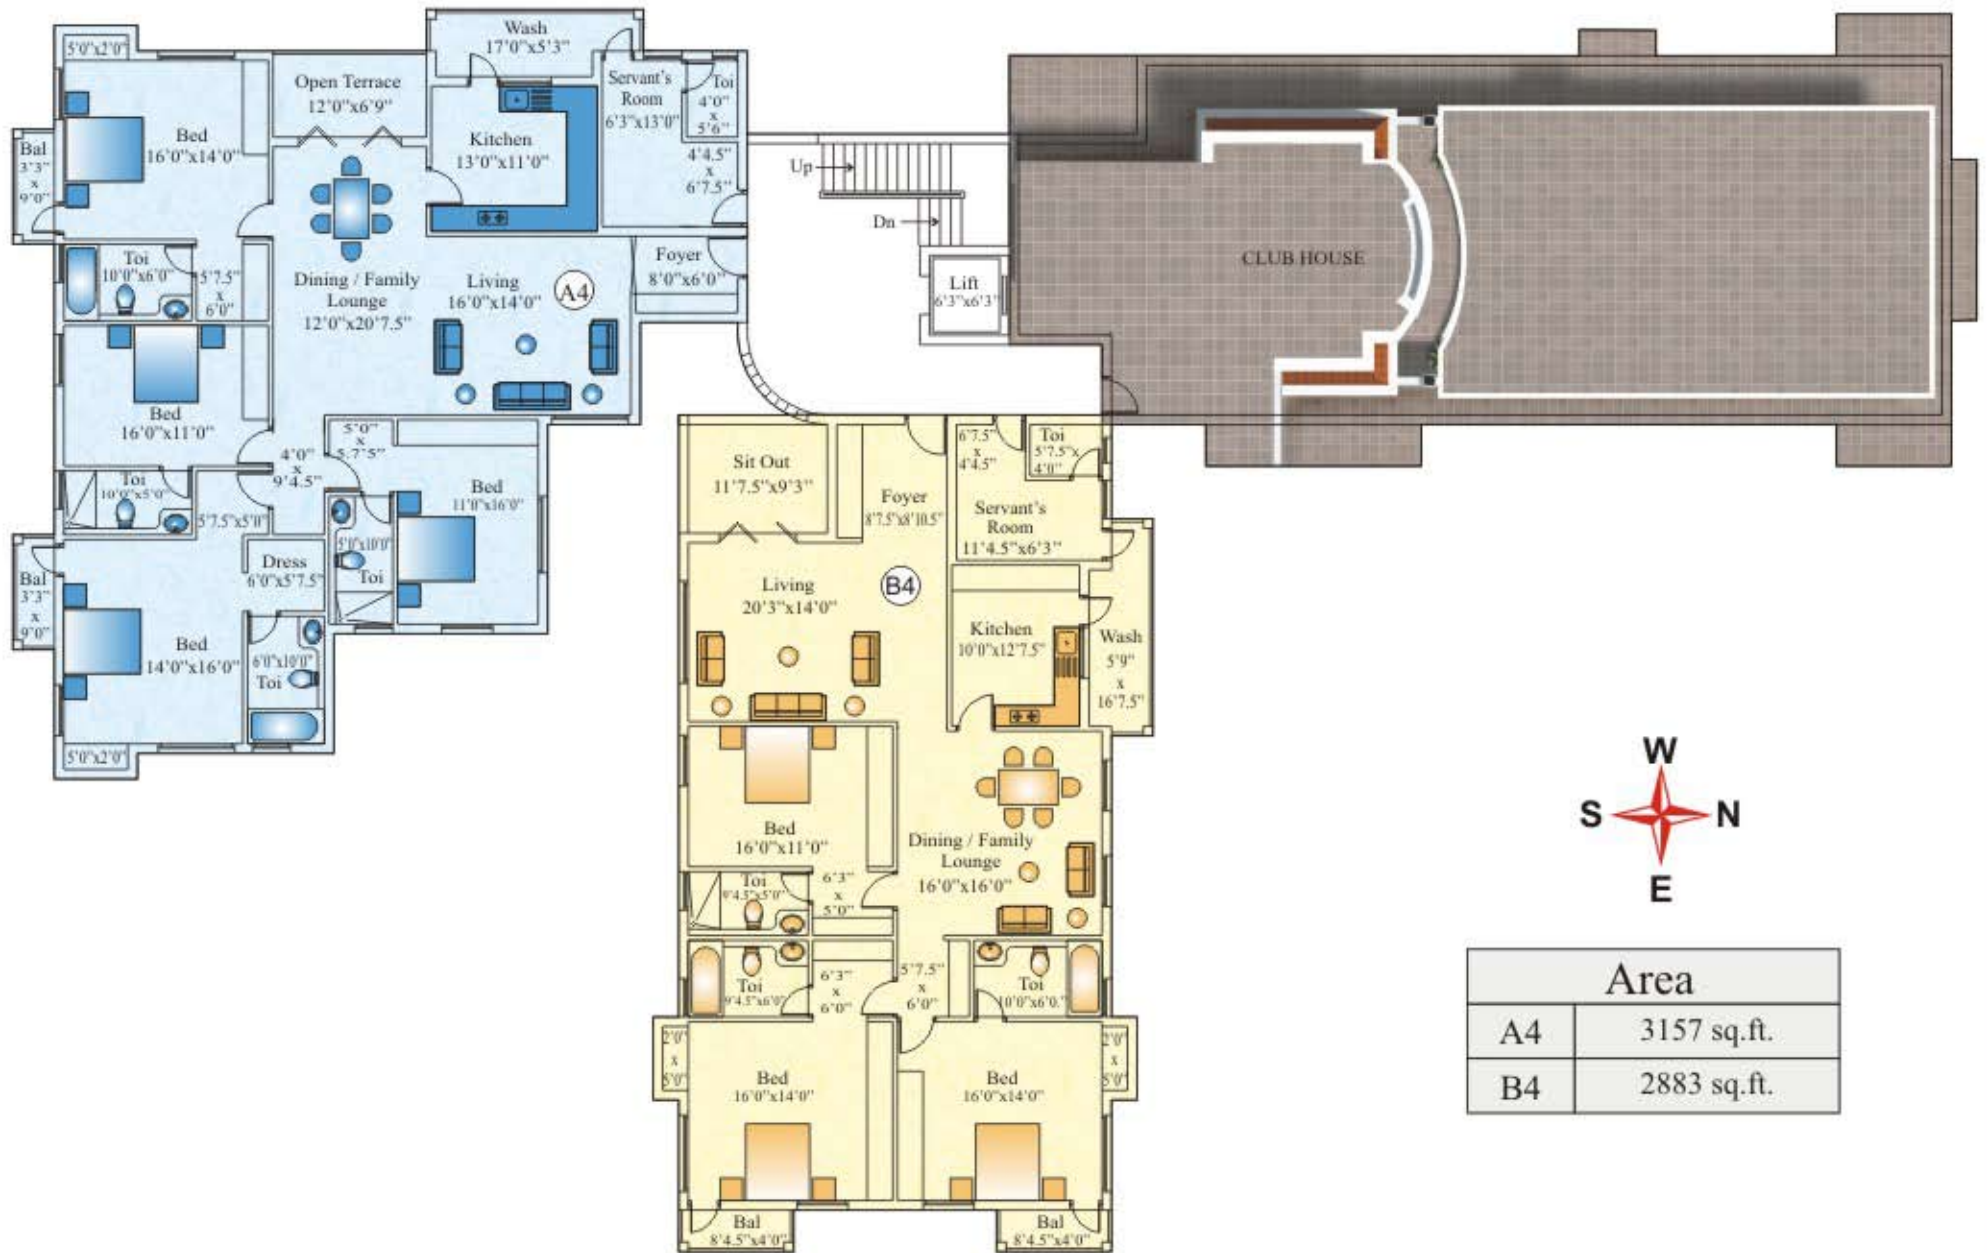 5'0"x2'0"
Bed
16'0"x14'0"
Bal
3'3"
x
9'0"
Open Terrace
12'0"x6'9"
Wash
17'0"x5'3"
Kitchen
13'0"x11'0"
Servant's
Room
6'3"x13'0"
Toi
4'0"
x
5'6"
4'4.5"
x
6'7.5"
Toi
10'0"x6'0"
5'7.5"
x
6'0"
Dining / Family
Lounge
12'0"x20'7.5"
Living
16'0"x14'0"
A4
Foyer
8'0"x6'0"
Bed
16'0"x11'0"
Toi
10'0"x5'0"
5'7.5"x5'0"
4'0"
x
9'4.5"
5'0"
x
5.7'5"
Bed
11'0"x16'0"
5'0"x10'0"
Toi
Dress
6'0"x5'7.5"
Bal
3'3"
x
9'0"
Bed
14'0"x16'0"
6'0"x10'0"
Toi
5'0"x2'0"
Up
Dn
Lift
6'3"x6'3"
CLUB HOUSE
Sit Out
11'7.5"x9'3"
Foyer
8'7.5"x8'10.5"
6'7.5"
x
4'4.5"
Toi
5'7.5"x
4'0"
Servant's
Room
11'4.5"x6'3"
Living
20'3"x14'0"
B4
Kitchen
10'0"x12'7.5"
Wash
5'9"
x
16'7.5"
Bed
16'0"x11'0"
Dining / Family
Lounge
16'0"x16'0"
Toi
9'4.5"x5'0"
6'3"
x
5'0"
Toi
9'4.5"x6'0"
6'3"
x
6'0"
5'7.5"
x
6'0"
Toi
10'0"x6'0."
2'0"
x
5'0"
Bed
16'0"x14'0"
Bed
16'0"x14'0"
2'0"
x
5'0"
Bal
8'4.5"x4'0"
Bal
8'4.5"x4'0"
W
S N
E
Area
A4 3157 sq.ft.
B4 2883 sq.ft.